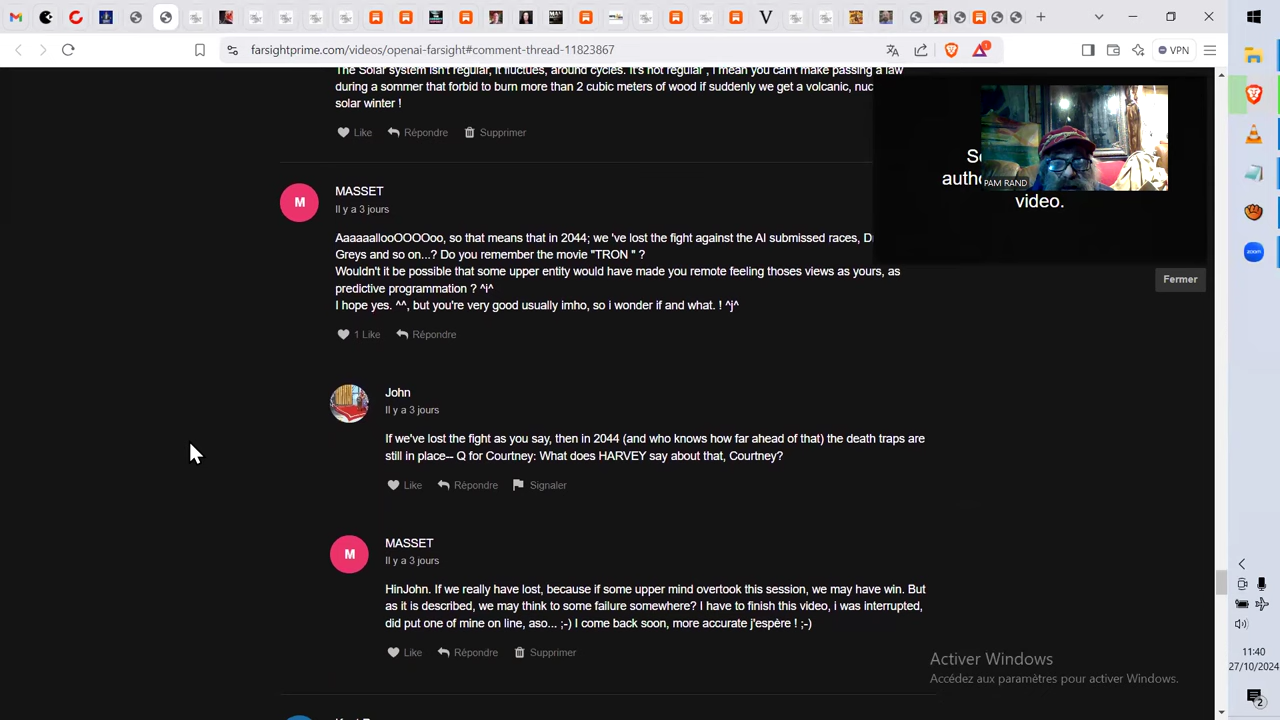 farsightprime.com/videos/openai-farsight#comment-thread-11823867
VPN
The Solar system isn't regular, it fluctues, around cycles. It's not regular , I mean you can't make passing a law
during a sommer that forbid to burn more than 2 cubic meters of wood if suddenly we get a volcanic, nuc
solar winter !
Like
Répondre
Supprimer
PAM RAND
video.
Fermer
M
MASSET
Il y a 3 jours
AaaaaallooOOOOoo, so that means that in 2044; we 've lost the fight against the AI submissed races, D
Greys and so on...? Do you remember the movie "TRON " ?
Wouldn't it be possible that some upper entity would have made you remote feeling thoses views as yours, as
predictive programmation ? ^i^
I hope yes. ^^, but you're very good usually imho, so i wonder if and what. ! ^j^
1 Like
Répondre
John
Il y a 3 jours
If we've lost the fight as you say, then in 2044 (and who knows how far ahead of that) the death traps are
still in place-- Q for Courtney: What does HARVEY say about that, Courtney?
Like
Répondre
Signaler
M
MASSET
Il y a 3 jours
HinJohn. If we really have lost, because if some upper mind overtook this session, we may have win. But
as it is described, we may think to some failure somewhere? I have to finish this video, i was interrupted,
did put one of mine on line, aso... ;-) I come back soon, more accurate j'espère ! ;-)
Like
Répondre
Supprimer
Activer Windows
Accédez aux paramètres pour activer Windows.
zoom
11:40
27/10/2024
2